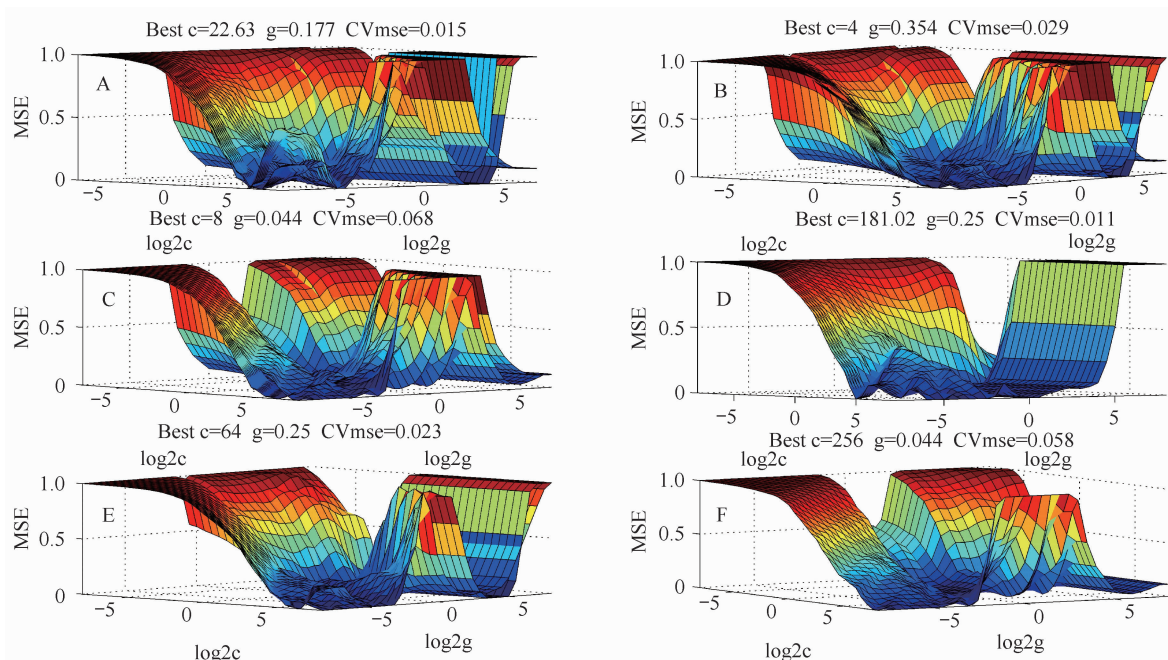 Best c=22.63 g=0.177 CVmse=0.015
1.0
A
0.5
MSE
0
−5
0
5
−5
0
5
log2c
log2g
Best c=4 g=0.354 CVmse=0.029
1.0
B
0.5
MSE
0
−5
0
5
−5
0
5
log2c
log2g
Best c=8 g=0.044 CVmse=0.068
1.0
C
0.5
MSE
0
−5
0
5
−5
0
5
log2c
log2g
Best c=181.02 g=0.25 CVmse=0.011
1.0
D
0.5
MSE
0
−5
0
5
−5
0
5
log2c
log2g
Best c=64 g=0.25 CVmse=0.023
1.0
E
0.5
MSE
0
−5
0
5
−5
0
5
log2c
log2g
Best c=256 g=0.044 CVmse=0.058
1.0
F
0.5
MSE
0
−5
0
5
−5
0
5
log2c
log2g